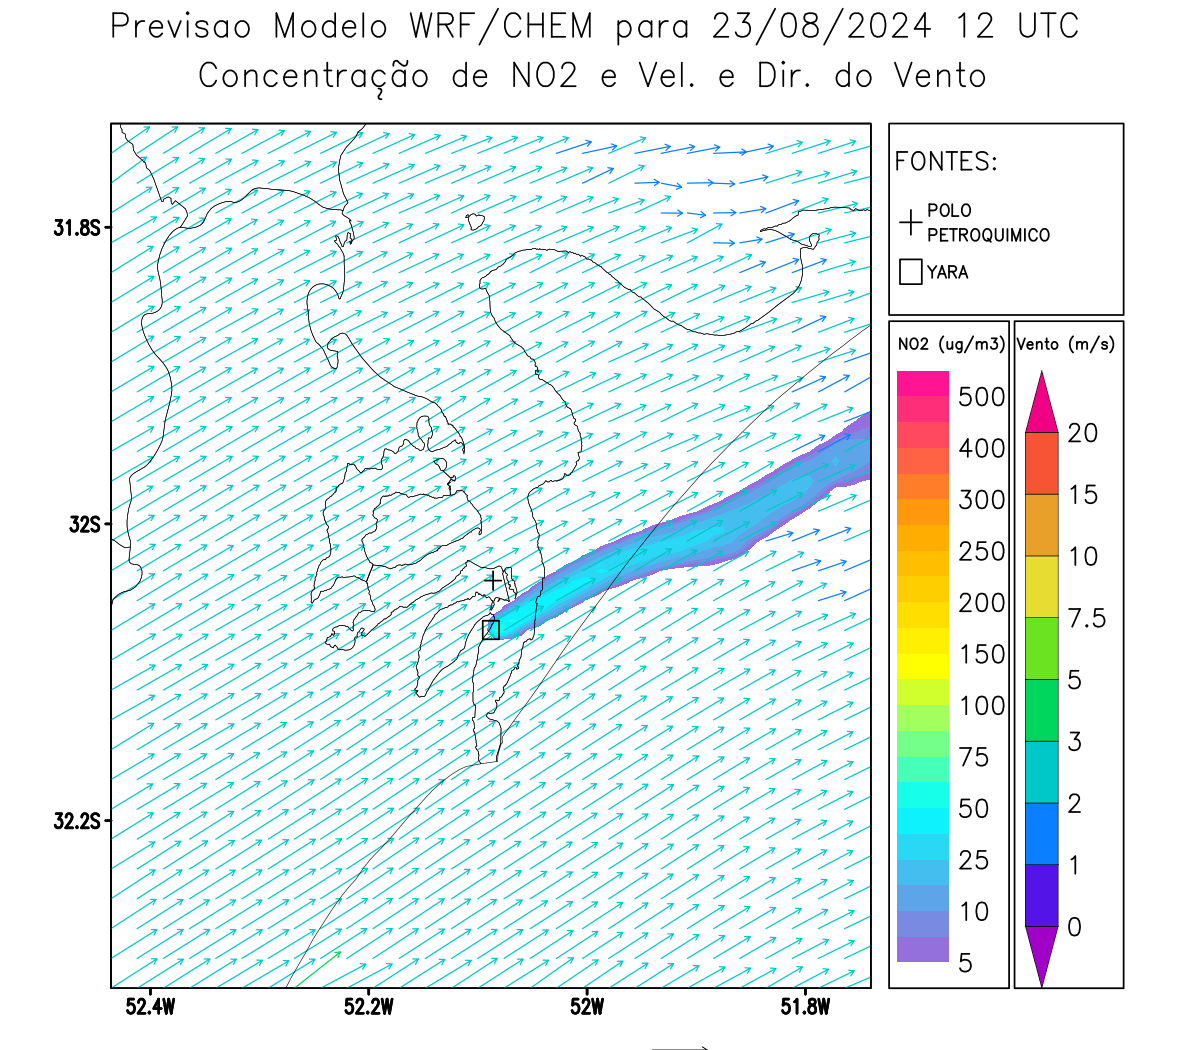 Previsao Modelo WRF/CHEM para 23/08/2024 12 UTC
Concentração de NO2 e Vel. e Dir. do Vento
FONTES:
POLO
PETROQUIMICO
YARA
31.8S
32S
32.2S
52.4W
52.2W
52W
51.8W
NO2 (ug/m3)
500
400
300
250
200
150
100
75
50
25
10
5
Vento (m/s)
20
15
10
7.5
5
3
2
1
0